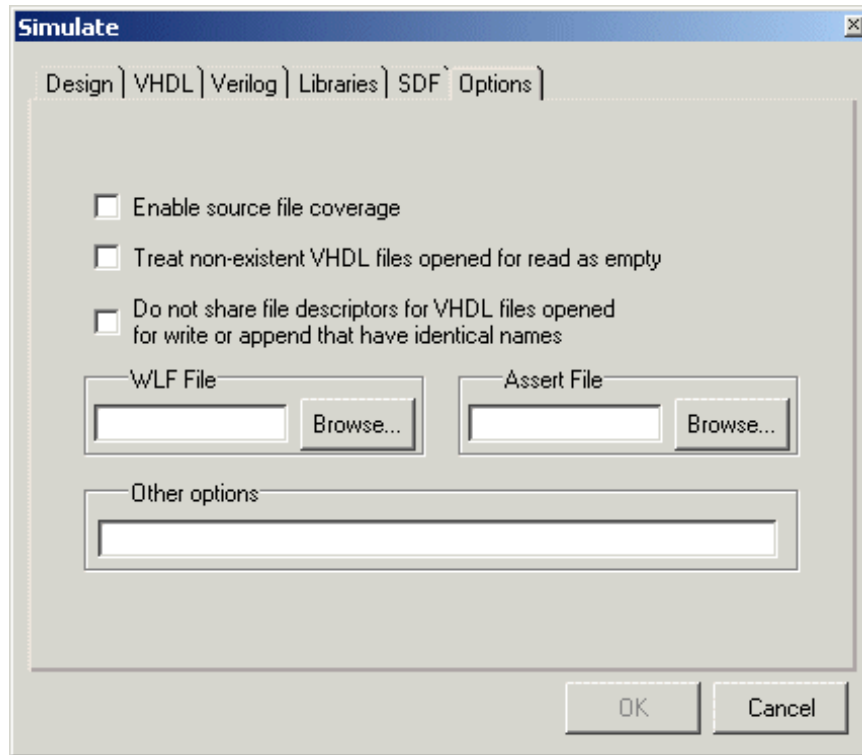 Simulate
Design VHDL Verilog Libraries SDF Options
Enable source file coverage
Treat non-existent VHDL files opened for read as empty
Do not share file descriptors for VHDL files opened
for write or append that have identical names
WLF File Assert File
Browse... Browse...
Other options
OK Cancel